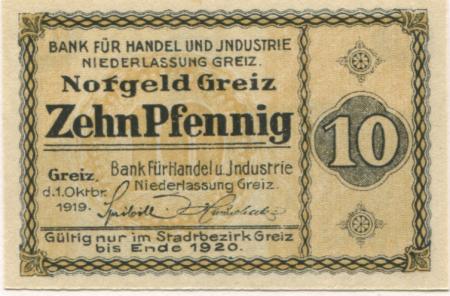 BANK FÜR HANDEL UND JNDUSTRIE
NIEDERLASSUNG GREIZ.
Notgeld Greiz
Zehn Pfennig
10
Greiz,
d. 1. Oktbr.
1919.
Bank für Handel u. Jndustrie
Niederlassung Greiz.
Gültig nur im Stadtbezirk Greiz
bis Ende 1920.